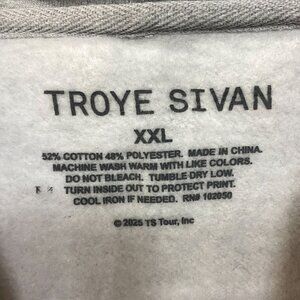 TROYE SIVAN
XXL
52% COTTON 48% POLYESTER. MADE IN CHINA.
MACHINE WASH WARM WITH LIKE COLORS.
DO NOT BLEACH. TUMBLE DRY LOW.
TURN INSIDE OUT TO PROTECT PRINT.
COOL IRON IF NEEDED. RN# 102050
© 2025 TS Tour, Inc